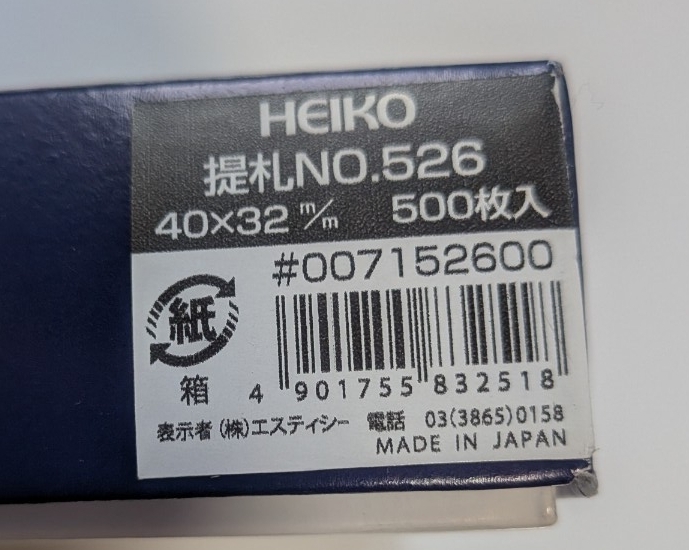 HEIKO
提札NO.526
40×32 m/m 500枚入
#007152600
紙
箱
4 901755 832518
表示者(株)エスティシー 電話 03(3865)0158
MADE IN JAPAN